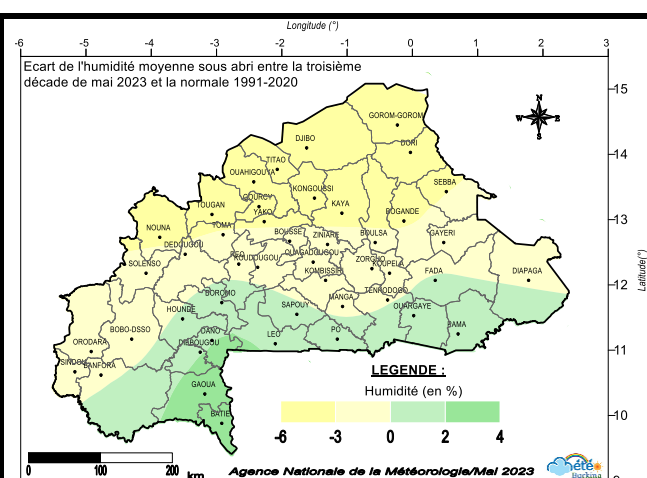 Longitude (°)
-6 -5 -4 -3 -2 -1 0 1 2 3
Ecart de l'humidité moyenne sous abri entre la troisième
décade de mai 2023 et la normale 1991-2020
15
N
W E
S
GOROM-GOROM
DJIBO
DORI
14
TITAO
OUAHIGOUYA
SEBBA
KONGOUSSI
GOURCY
KAYA
TOUGAN
YAKO
BOGANDE
13
NOUNA
TOMA
BOUSSE
ZINIARE
BOULSA
GAYERI
DEDOUGOU
OUAGADOUGOU
SOLENSO
KOUDOUGOU
ZORGHO
KOUPELA
KOMBISSIRI
FADA
DIAPAGA
12
Latitude(°)
TENKODOGO
BOROMO
MANGA
HOUNDE
SAPOUY
OUARGAYE
BOBO-DSSO
DANO
LEO
PO
PAMA
ORODARA
DIEBOUGOU
11
SINDOU
BANFORA
LEGENDE :
GAOUA
Humidité (en %)
BATIE
10
-6 -3 0 2 4
0 100 200
km
Agence Nationale de la Météorologie/Mai 2023
météo
Burkina